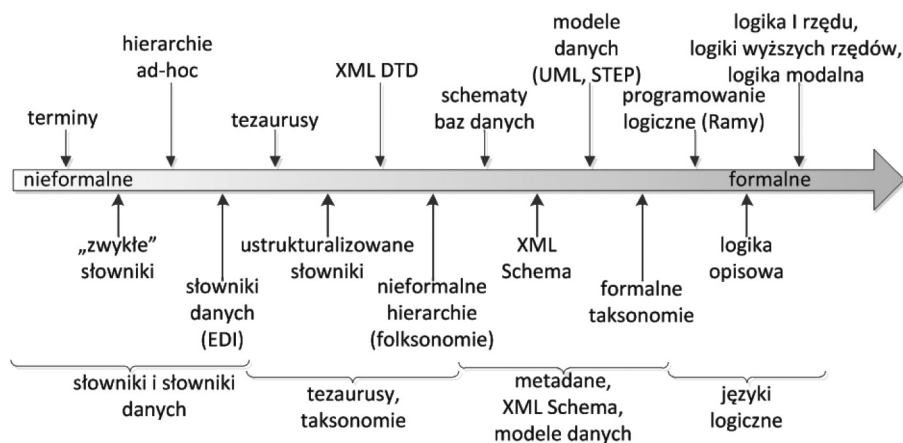 hierarchie
ad-hoc
terminy
tezaurusy
XML DTD
schematy
baz danych
modele
danych
(UML, STEP)
programowanie
logiczne (Ramy)
logika I rzędu,
logiki wyższych rzędów,
logika modalna
nieformalne
formalne
„zwykłe”
słowniki
słowniki
danych
(EDI)
ustrukturalizowane
słowniki
nieformalne
hierarchie
(folksonomie)
XML
Schema
formalne
taksonomie
logika
opisowa
słowniki i słowniki
danych
tezaurusy,
taksonomie
metadane,
XML Schema,
modele danych
języki
logiczne